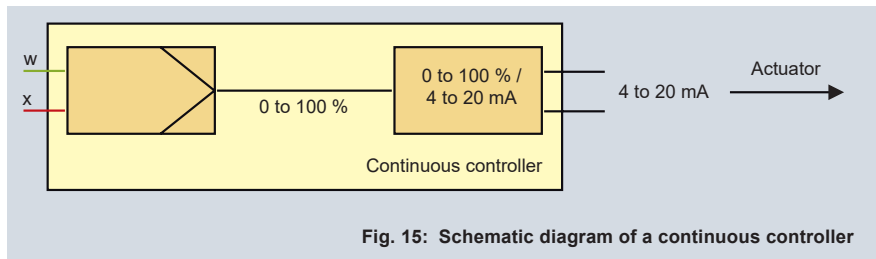 w
x
0 to 100 %
0 to 100 % /
4 to 20 mA
Continuous controller
4 to 20 mA
Actuator
Fig. 15: Schematic diagram of a continuous controller